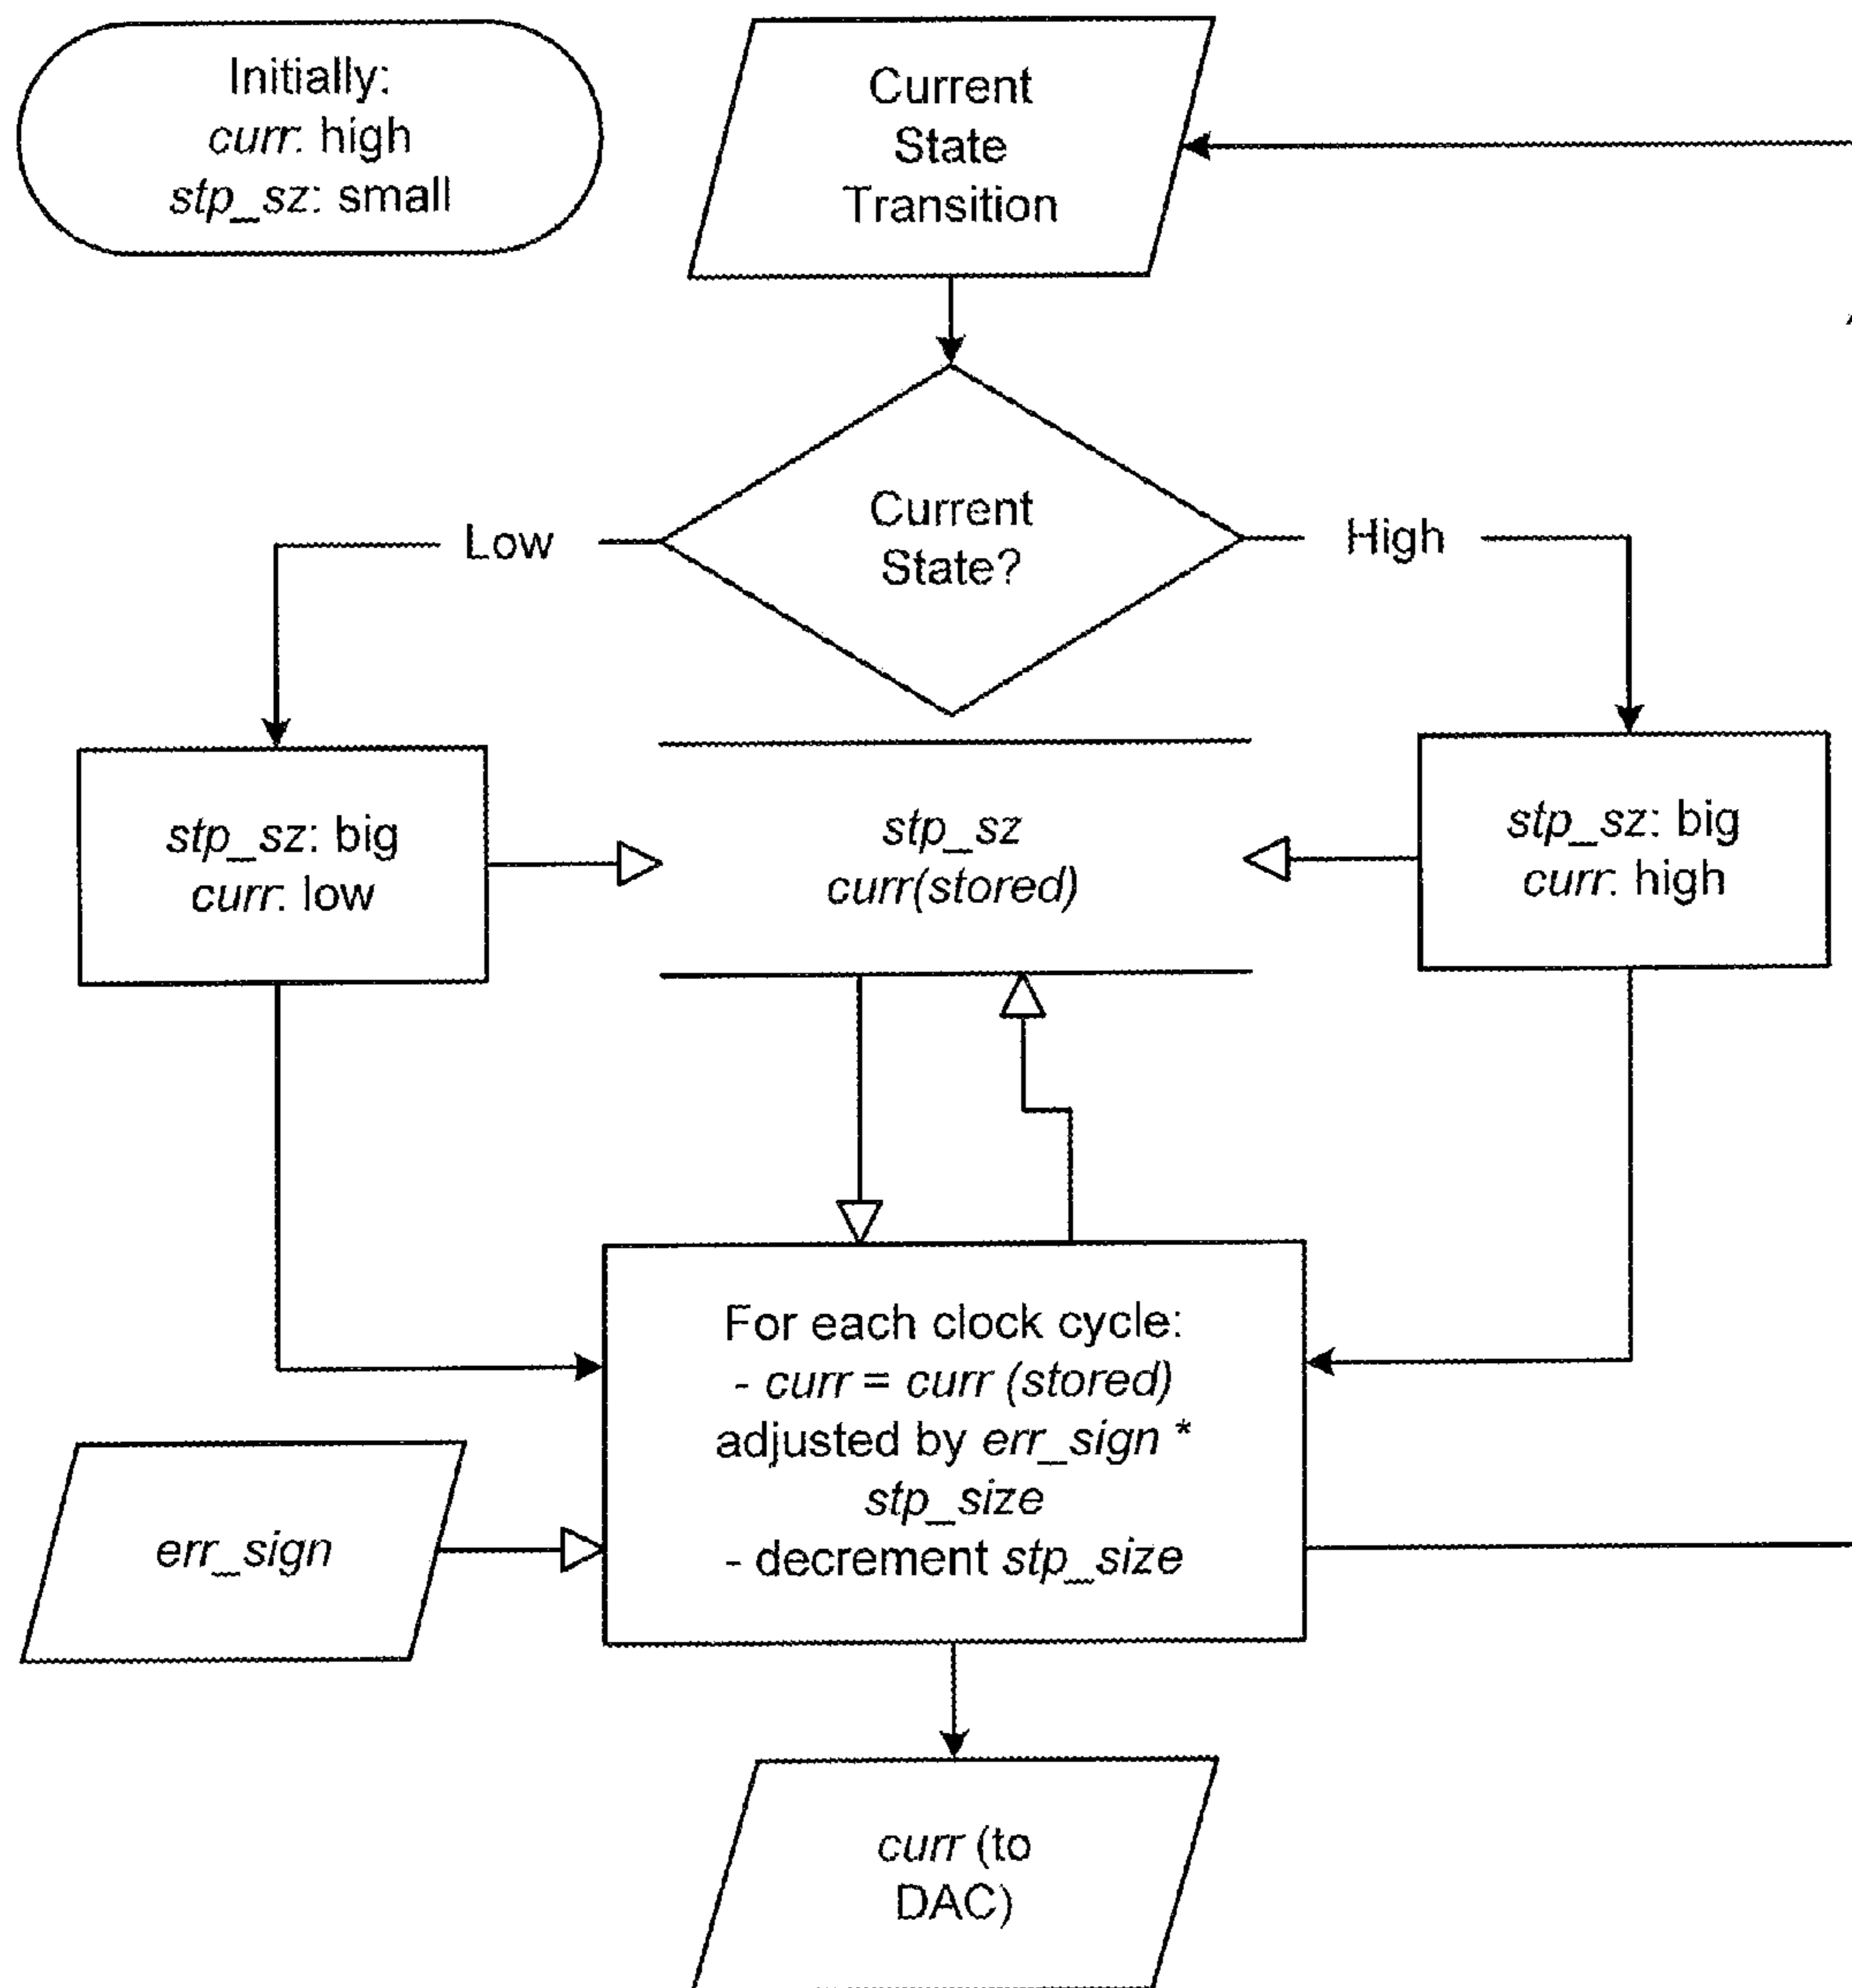 Initially:
curr: high
stp_sz: small
Current
State
Transition
Current
State?
Low
High
stp_sz: big
curr: low
stp_sz
curr(stored)
stp_sz: big
curr: high
For each clock cycle:
- curr = curr (stored)
adjusted by err_sign *
stp_size
- decrement stp_size
err_sign
curr (to
DAC)